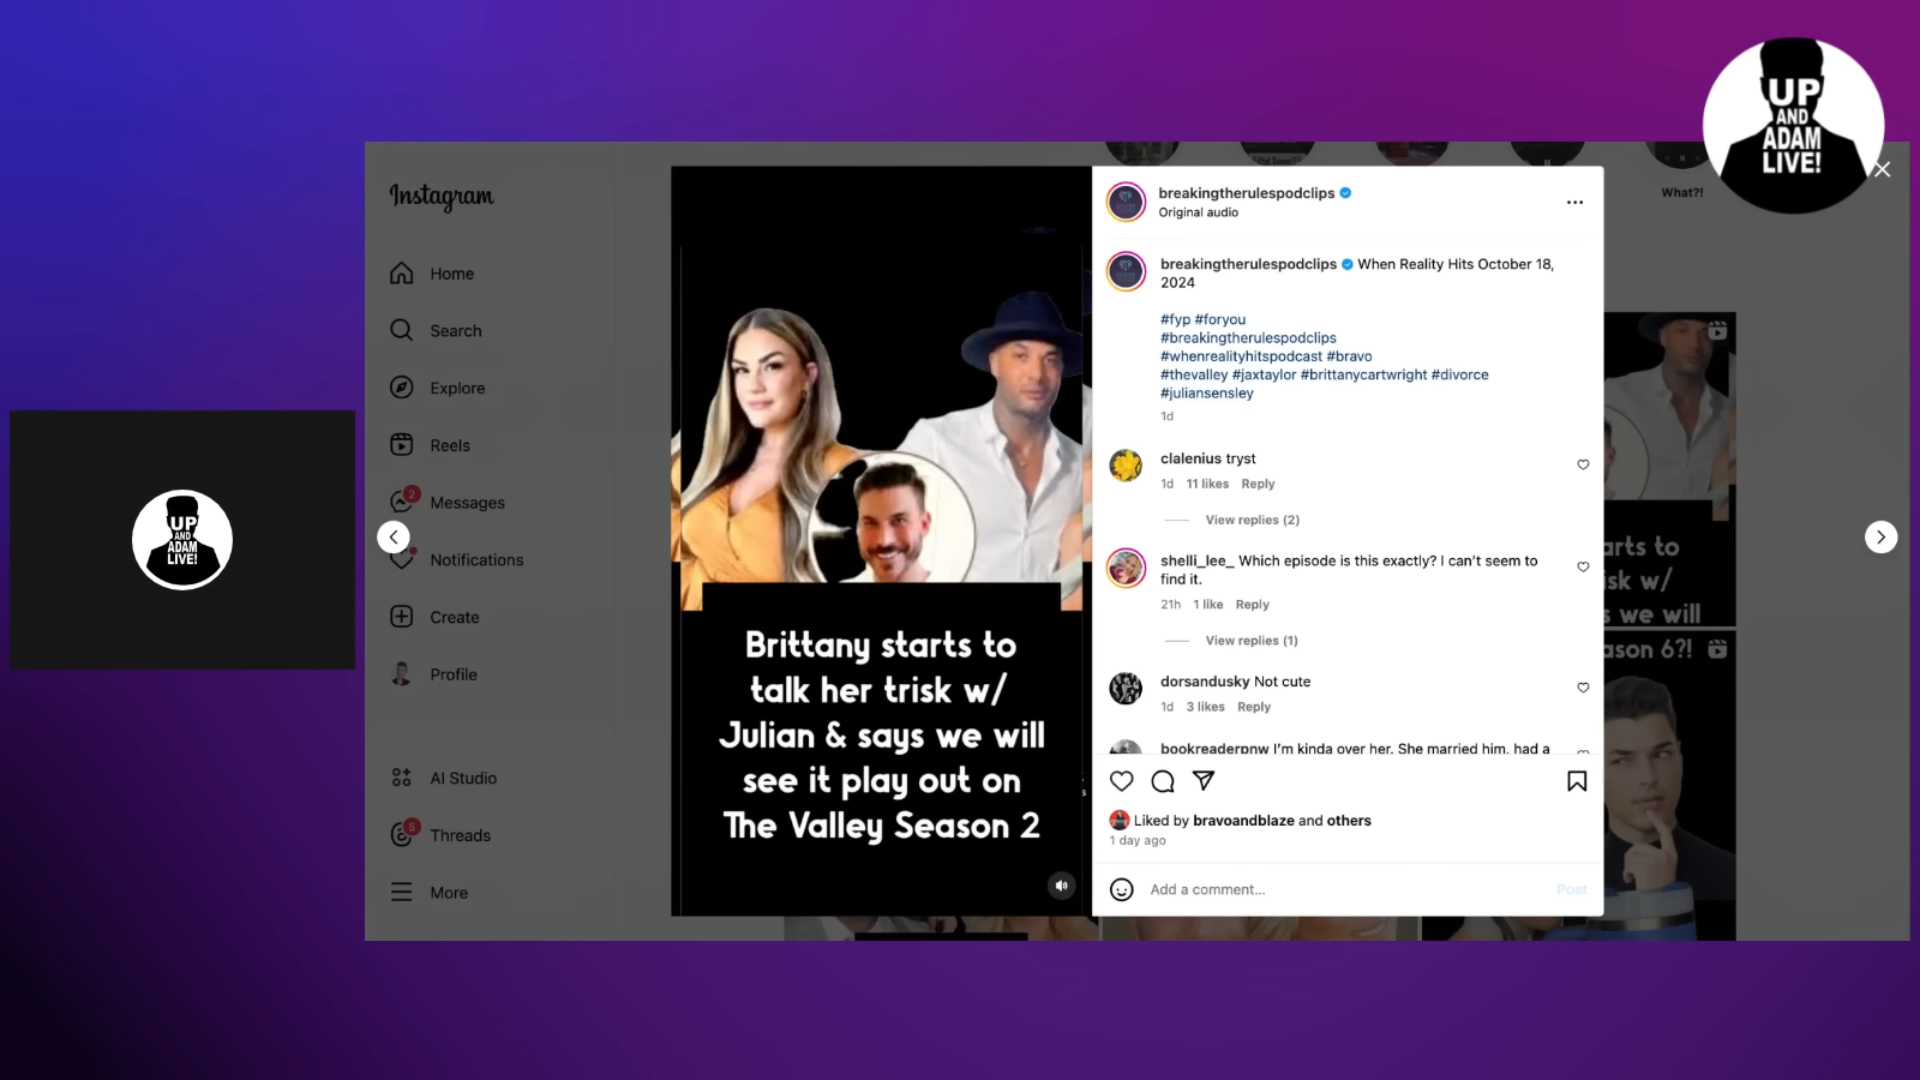 UP
AND
ADAM
LIVE!
What?!
Instagram
Home
Search
Explore
Reels
2
Messages
Notifications
Create
Profile
AI Studio
5
Threads
More
UP
AND
ADAM
LIVE!
Brittany starts to
talk her trisk w/
Julian & says we will
see it play out on
The Valley Season 2
breakingtherulespodclips
Original audio
breakingtherulespodclips When Reality Hits October 18,
2024
#fyp #foryou
#breakingtherulespodclips
#whenrealityhitspodcast #bravo
#thevalley #jaxtaylor #brittanycartwright #divorce
#juliansensley
1d
clalenius tryst
1d 11 likes Reply
View replies (2)
shelli_lee_ Which episode is this exactly? I can't seem to
find it.
21h 1 like Reply
View replies (1)
dorsandusky Not cute
1d 3 likes Reply
bookreaderpnw I'm kinda over her. She married him, had a
Liked by bravoandblaze and others
1 day ago
Add a comment...
Post
arts to
isk w/
s we will
ason 6?!